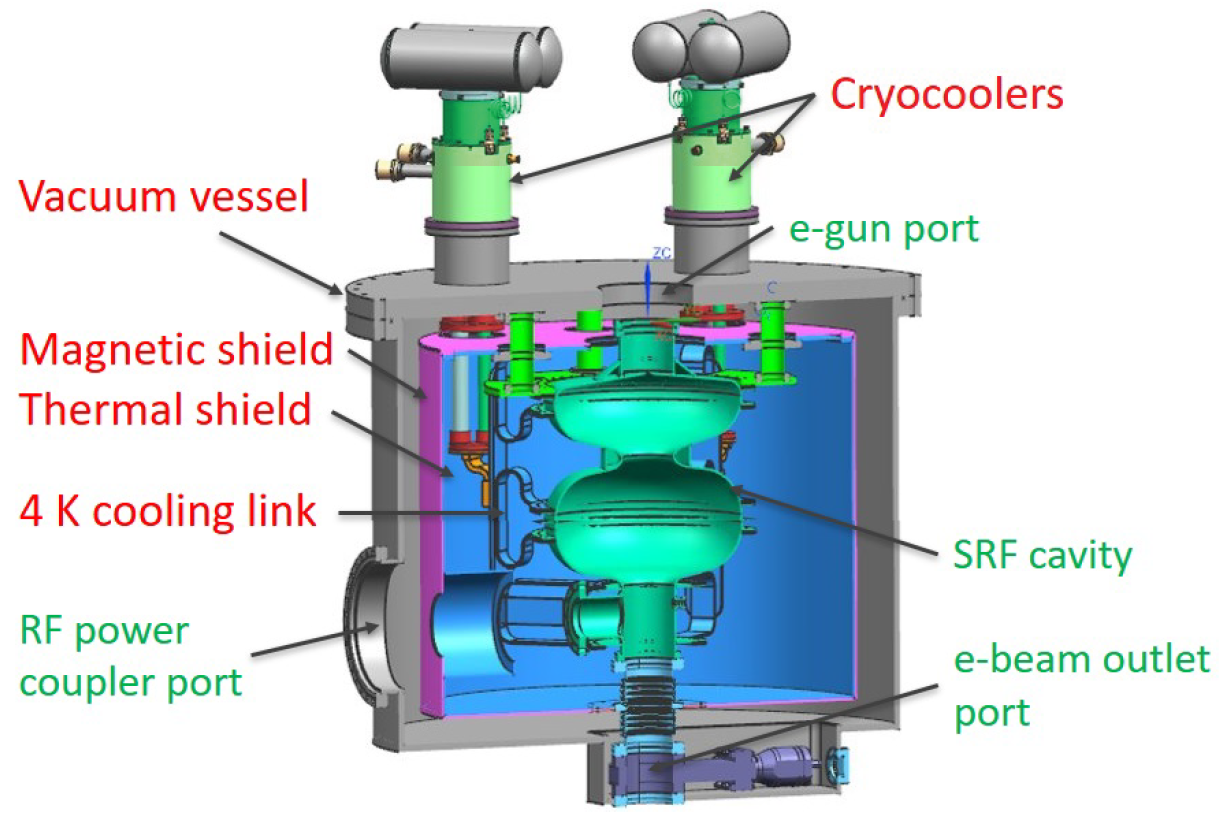 Cryocoolers
Vacuum vessel
e-gun port
ZC
C
Magnetic shield
Thermal shield
4 K cooling link
SRF cavity
RF power
coupler port
e-beam outlet
port